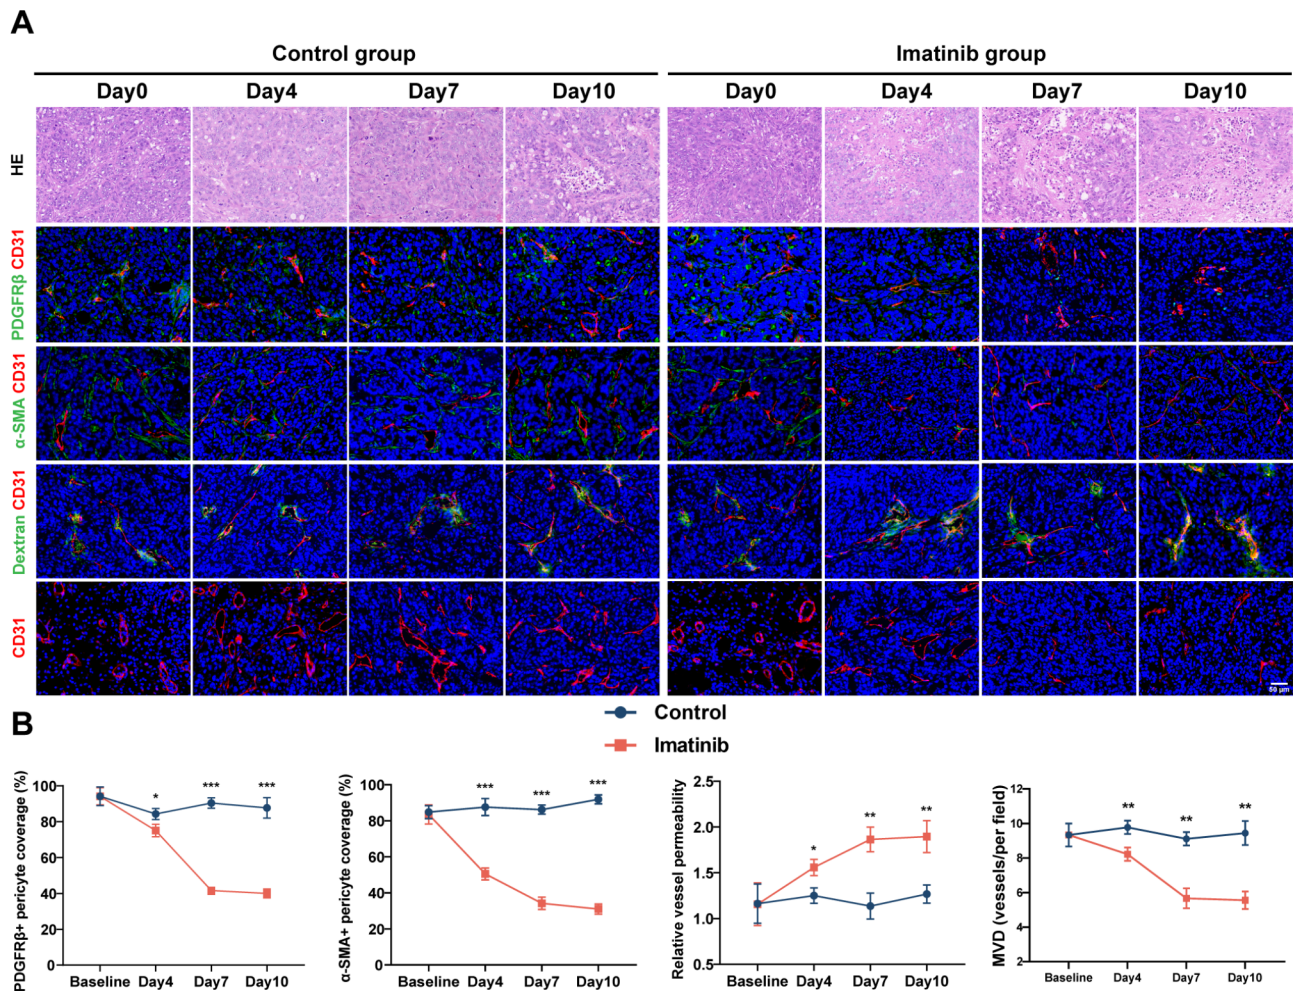 A
Control group
Imatinib group
Day0 Day4 Day7 Day10 Day0 Day4 Day7 Day10
HE
PDGFRβ CD31
α-SMA CD31
Dextran CD31
CD31
50 μm
B
Control
Imatinib
PDGFRβ+ pericyte coverage (%)
100
80
60
40
20
0
* *** ***
Baseline Day4 Day7 Day10
α-SMA+ pericyte coverage (%)
100
80
60
40
20
0
*** *** ***
Baseline Day4 Day7 Day10
Relative vessel permeability
2.5
2.0
1.5
1.0
0.5
* ** **
Baseline Day4 Day7 Day10
MVD (vessels/per field)
12
10
8
6
4
2
** ** **
Baseline Day4 Day7 Day10